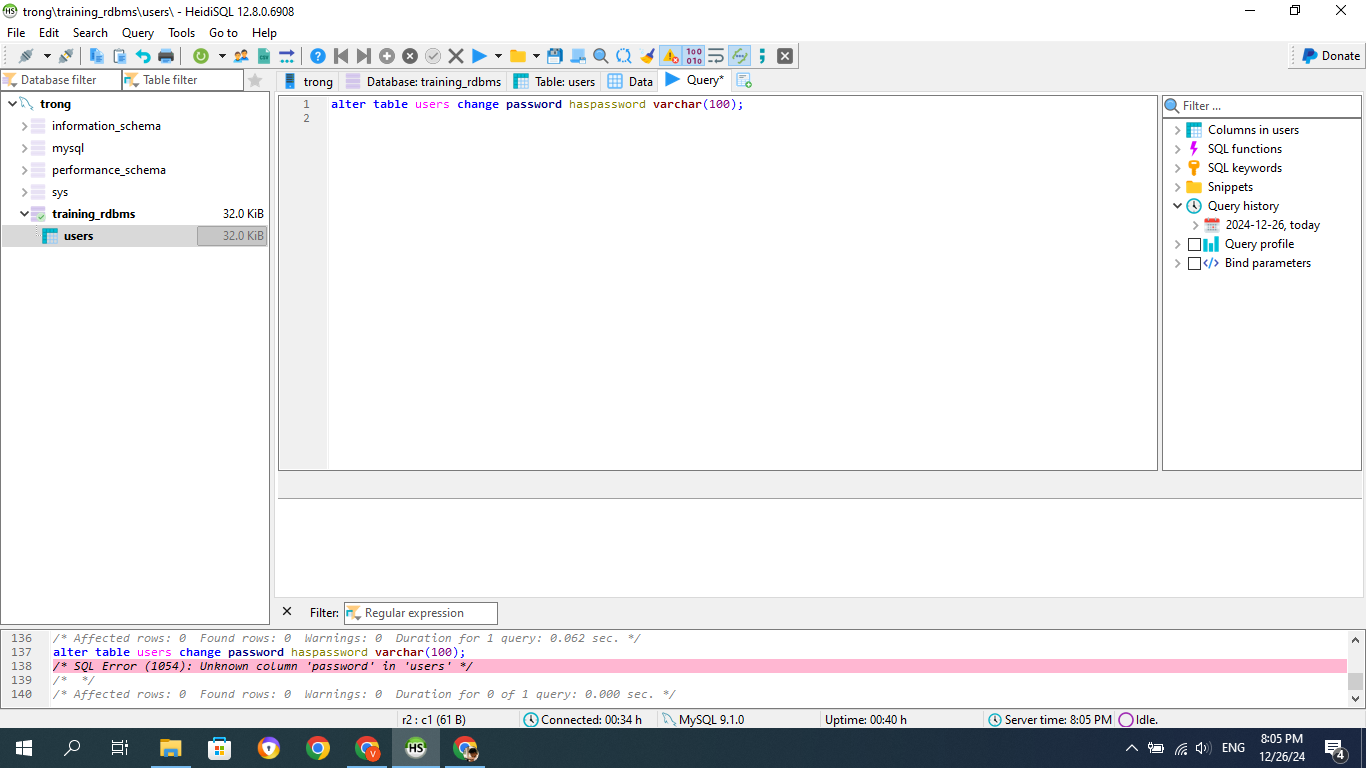 HS trong\training_rdbms\users\ - HeidiSQL 12.8.0.6908
File Edit Search Query Tools Go to Help
Donate
Database filter Table filter
trong Database: training_rdbms Table: users Data Query*
trong
information_schema
mysql
performance_schema
sys
training_rdbms 32.0 KiB
users 32.0 KiB
1 alter table users change password haspassword varchar(100);
2
Filter ...
Columns in users
SQL functions
SQL keywords
Snippets
Query history
2024-12-26, today
Query profile
Bind parameters
Filter: Regular expression
136 /* Affected rows: 0 Found rows: 0 Warnings: 0 Duration for 1 query: 0.062 sec. */
137 alter table users change password haspassword varchar(100);
138 /* SQL Error (1054): Unknown column 'password' in 'users' */
139 /* */
140 /* Affected rows: 0 Found rows: 0 Warnings: 0 Duration for 0 of 1 query: 0.000 sec. */
r2 : c1 (61 B) Connected: 00:34 h MySQL 9.1.0 Uptime: 00:40 h Server time: 8:05 PM Idle.
V HS ENG 8:05 PM
12/26/24 4